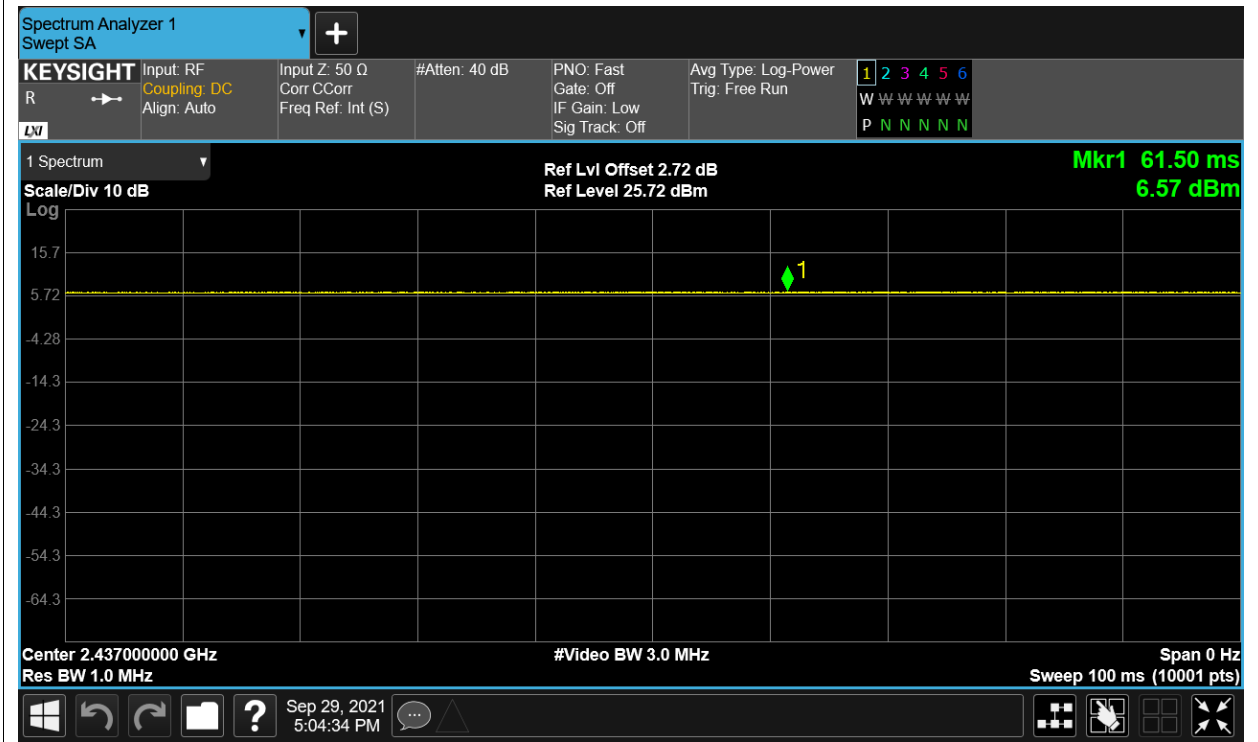 Spectrum Analyzer 1
Swept SA
KEYSIGHT
R
LXI
Input: RF
Coupling: DC
Align: Auto
Input Z: 50 Ω
Corr CCorr
Freq Ref: Int (S)
#Atten: 40 dB
PNO: Fast
Gate: Off
IF Gain: Low
Sig Track: Off
Avg Type: Log-Power
Trig: Free Run
1 2 3 4 5 6
W W W W W W
P N N N N N
1 Spectrum
Scale/Div 10 dB
Ref Lvl Offset 2.72 dB
Ref Level 25.72 dBm
Mkr1 61.50 ms
6.57 dBm
Log
15.7
5.72
-4.28
-14.3
-24.3
-34.3
-44.3
-54.3
-64.3
1
Center 2.437000000 GHz
Res BW 1.0 MHz
#Video BW 3.0 MHz
Span 0 Hz
Sweep 100 ms (10001 pts)
?
Sep 29, 2021
5:04:34 PM